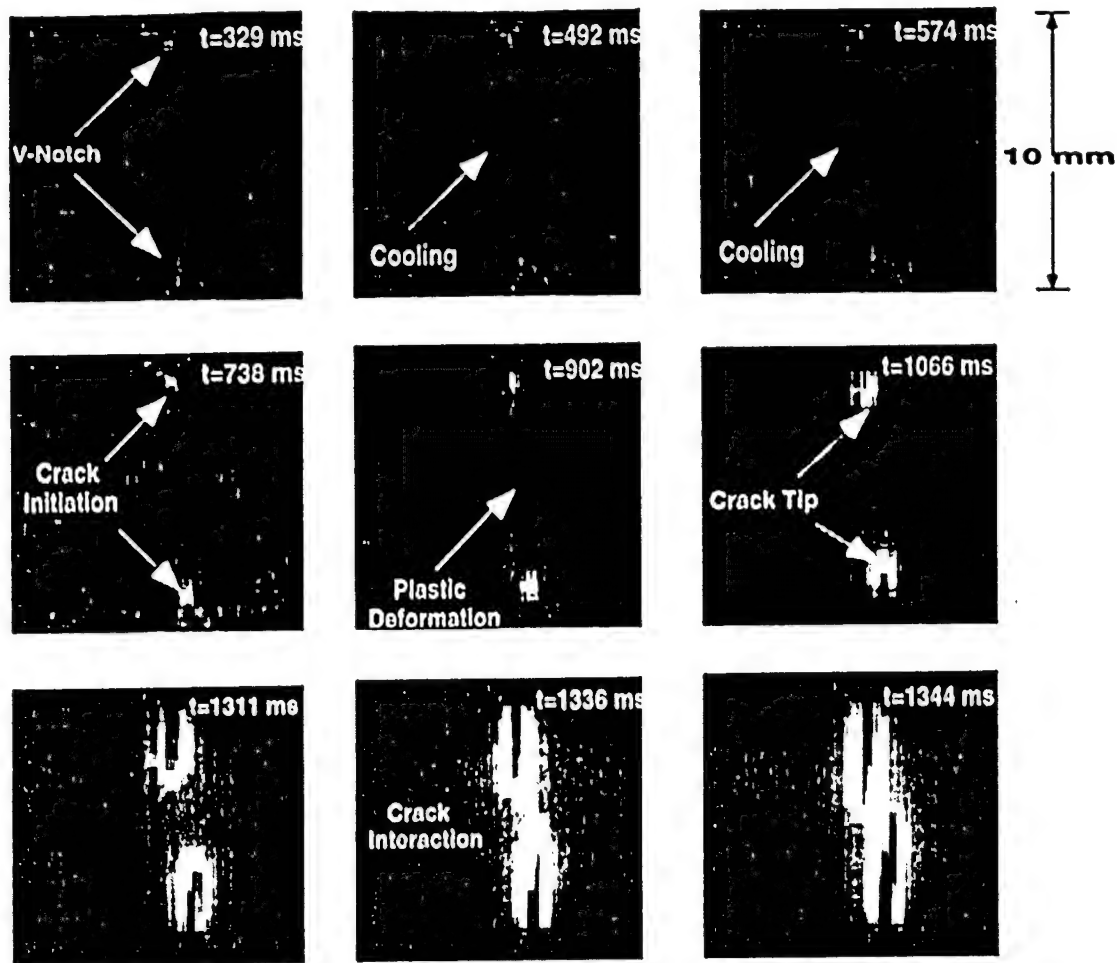 t=329 ms
V-Notch
t=492 ms
Cooling
t=574 ms
Cooling
10 mm
t=738 ms
Crack
Initiation
t=902 ms
Plastic
Deformation
t=1066 ms
Crack Tip
t=1311 ms
t=1336 ms
Crack
Interaction
t=1344 ms